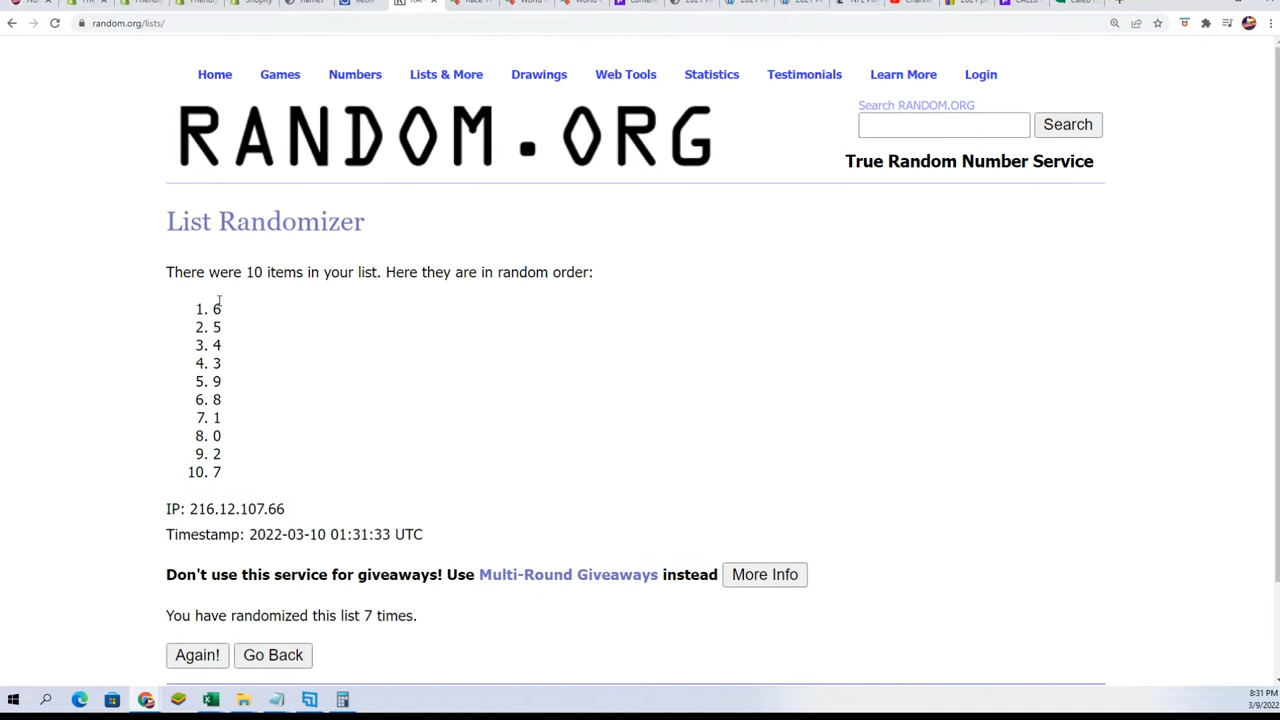 Shopify
random.org/lists/
Home Games Numbers Lists & More Drawings Web Tools Statistics Testimonials Learn More Login
RANDOM.ORG
Search RANDOM.ORG
Search
True Random Number Service
List Randomizer
There were 10 items in your list. Here they are in random order:
1. 6
2. 5
3. 4
4. 3
5. 9
6. 8
7. 1
8. 0
9. 2
10. 7
IP: 216.12.107.66
Timestamp: 2022-03-10 01:31:33 UTC
Don't use this service for giveaways! Use Multi-Round Giveaways instead More Info
You have randomized this list 7 times.
Again! Go Back
8:31 PM
3/9/2022